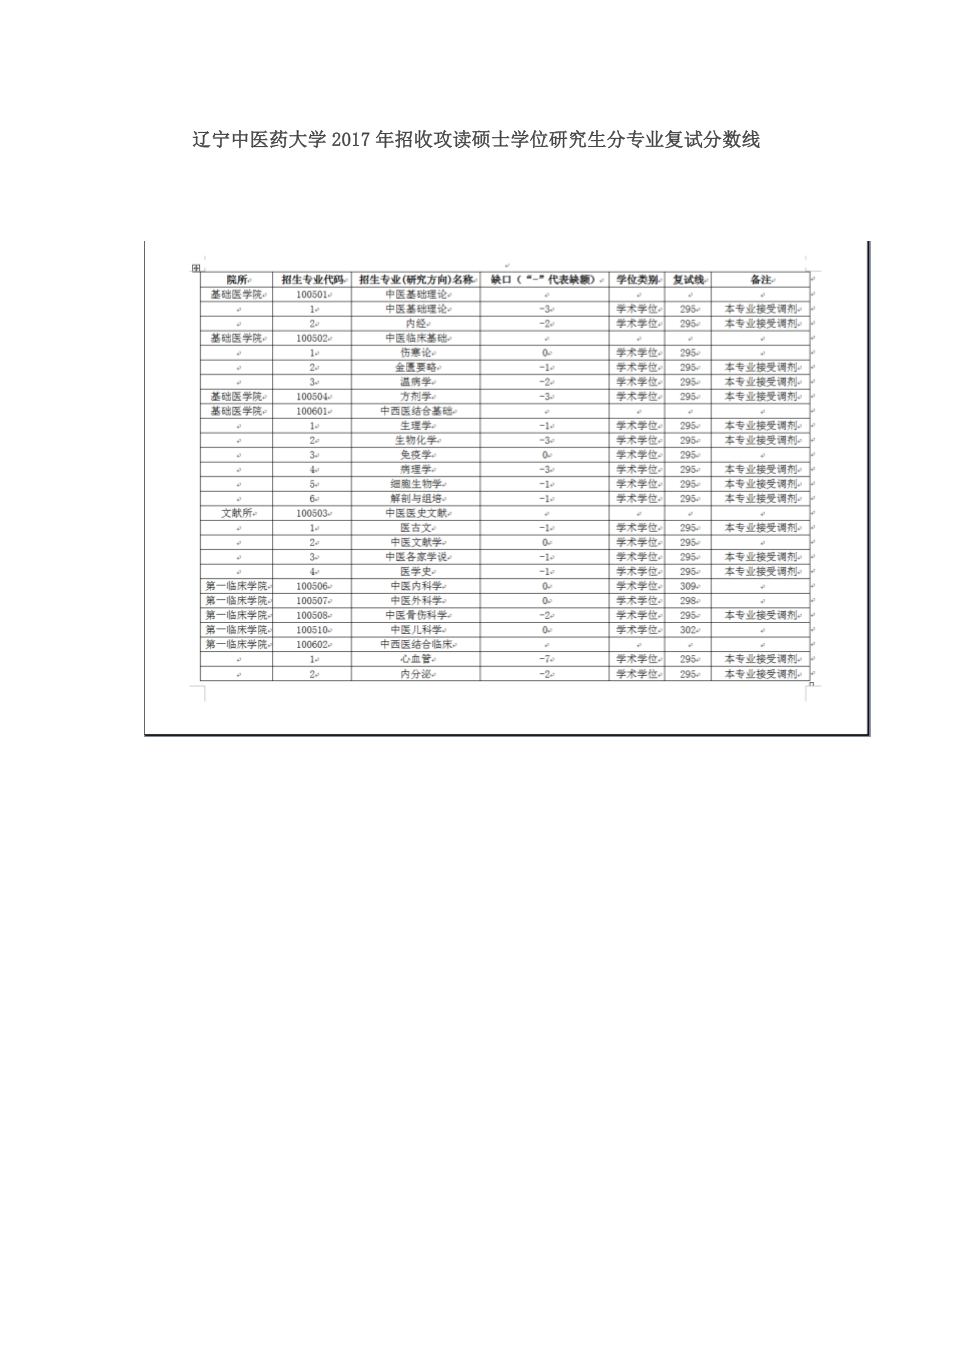 辽宁中医药大学 2017 年招收攻读硕士学位研究生分专业复试分数线
院所 招生专业代码 招生专业(研究方向)名称 缺口（“-”代表缺额） 学位类别 复试线 备注
基础医学院 100501 中医基础理论
1 中医基础理论 -3 学术学位 295 本专业接受调剂
2 内经 -2 学术学位 295 本专业接受调剂
基础医学院 100502 中医临床基础
1 伤寒论 0 学术学位 295
2 金匮要略 -1 学术学位 295 本专业接受调剂
3 温病学 -2 学术学位 295 本专业接受调剂
基础医学院 100504 方剂学 -3 学术学位 295 本专业接受调剂
基础医学院 100601 中西医结合基础
1 生理学 -1 学术学位 295 本专业接受调剂
2 生物化学 -3 学术学位 295 本专业接受调剂
3 免疫学 0 学术学位 295
4 病理学 -3 学术学位 295 本专业接受调剂
5 细胞生物学 -1 学术学位 295 本专业接受调剂
6 解剖与组培 -1 学术学位 295 本专业接受调剂
文献所 100503 中医医史文献
1 医古文 -1 学术学位 295 本专业接受调剂
2 中医文献学 0 学术学位 295
3 中医各家学说 -1 学术学位 295 本专业接受调剂
4 医学史 -1 学术学位 295 本专业接受调剂
第一临床学院 100506 中医内科学 0 学术学位 309
第一临床学院 100507 中医外科学 0 学术学位 298
第一临床学院 100508 中医骨伤科学 -2 学术学位 295 本专业接受调剂
第一临床学院 100510 中医儿科学 0 学术学位 302
第一临床学院 100602 中西医结合临床
1 心血管 -7 学术学位 295 本专业接受调剂
2 内分泌 -2 学术学位 295 本专业接受调剂